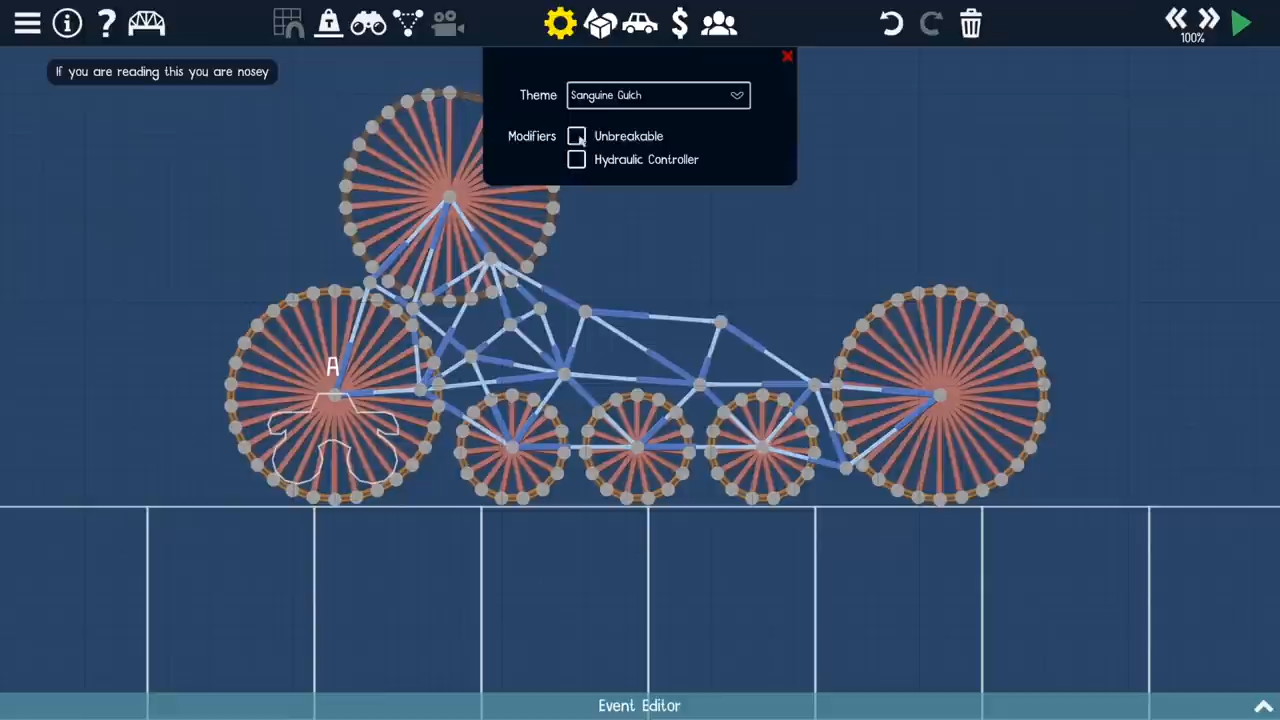 100%
If you are reading this you are nosey
Theme
Sanguine Gulch
Modifiers
Unbreakable
Hydraulic Controller
A
Event Editor